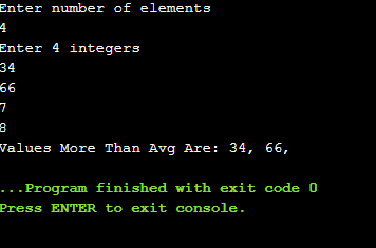 Enter number of elements
4
Enter 4 integers
34
66
7
8
Values More Than Avg Are: 34, 66,
...Program finished with exit code 0
Press ENTER to exit console.